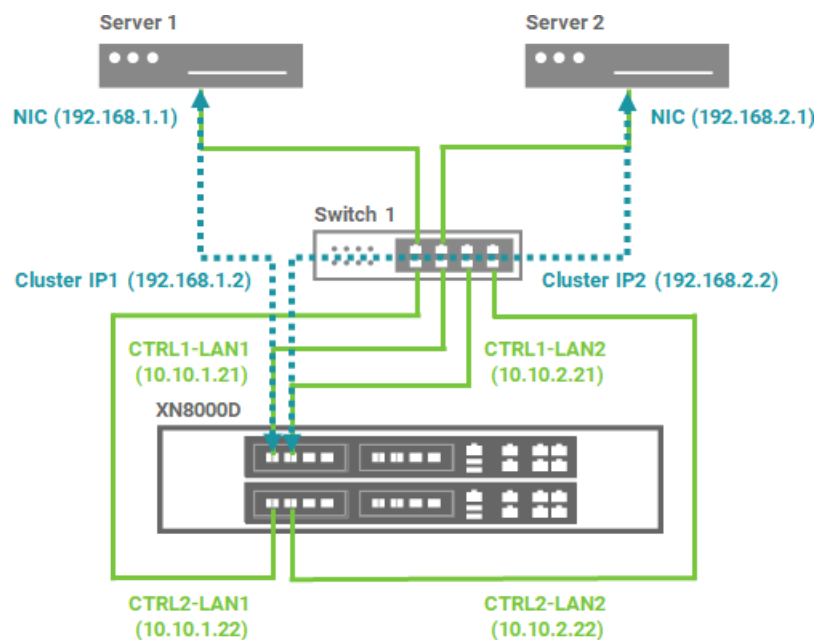 Server 1
Server 2
NIC (192.168.1.1)
NIC (192.168.2.1)
Switch 1
Cluster IP1 (192.168.1.2)
Cluster IP2 (192.168.2.2)
CTRL1-LAN1
(10.10.1.21)
CTRL1-LAN2
(10.10.2.21)
XN8000D
CTRL2-LAN1
(10.10.1.22)
CTRL2-LAN2
(10.10.2.22)